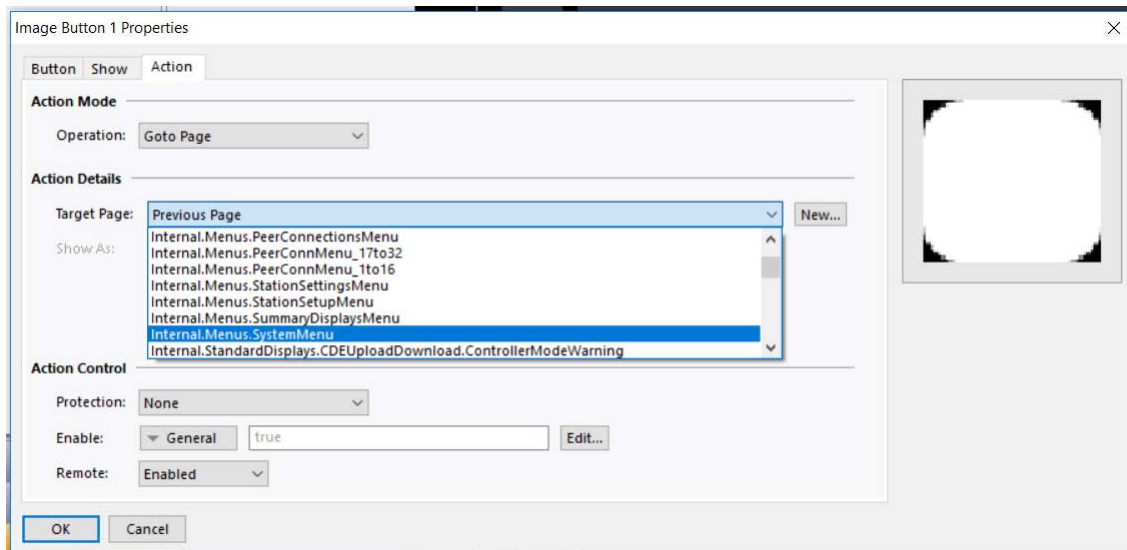 Image Button 1 Properties
Button Show Action
Action Mode
Operation: Goto Page
Action Details
Target Page: Previous Page New...
Show As:
Internal.Menus.PeerConnectionsMenu
Internal.Menus.PeerConnMenu_17to32
Internal.Menus.PeerConnMenu_1to16
Internal.Menus.StationSettingsMenu
Internal.Menus.StationSetupMenu
Internal.Menus.SummaryDisplaysMenu
Internal.Menus.SystemMenu
Internal.StandardDisplays.CDEUploadDownload.ControllerModeWarning
Action Control
Protection: None
Enable: General true Edit...
Remote: Enabled
OK Cancel